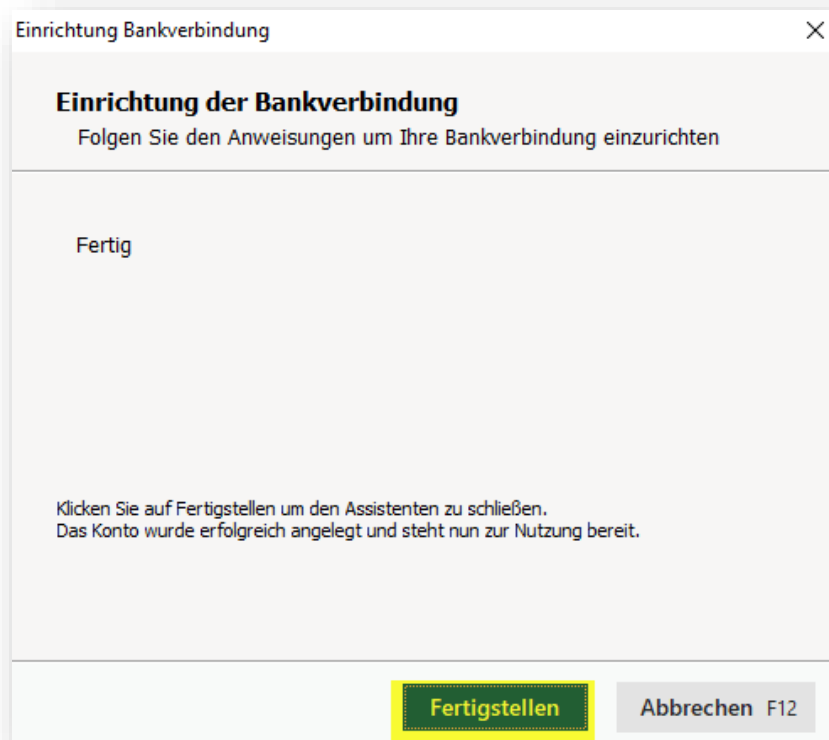 Einrichtung Bankverbindung
Einrichtung der Bankverbindung
Folgen Sie den Anweisungen um Ihre Bankverbindung einzurichten
Fertig
Klicken Sie auf Fertigstellen um den Assistenten zu schließen.
Das Konto wurde erfolgreich angelegt und steht nun zur Nutzung bereit.
Fertigstellen Abbrechen F12